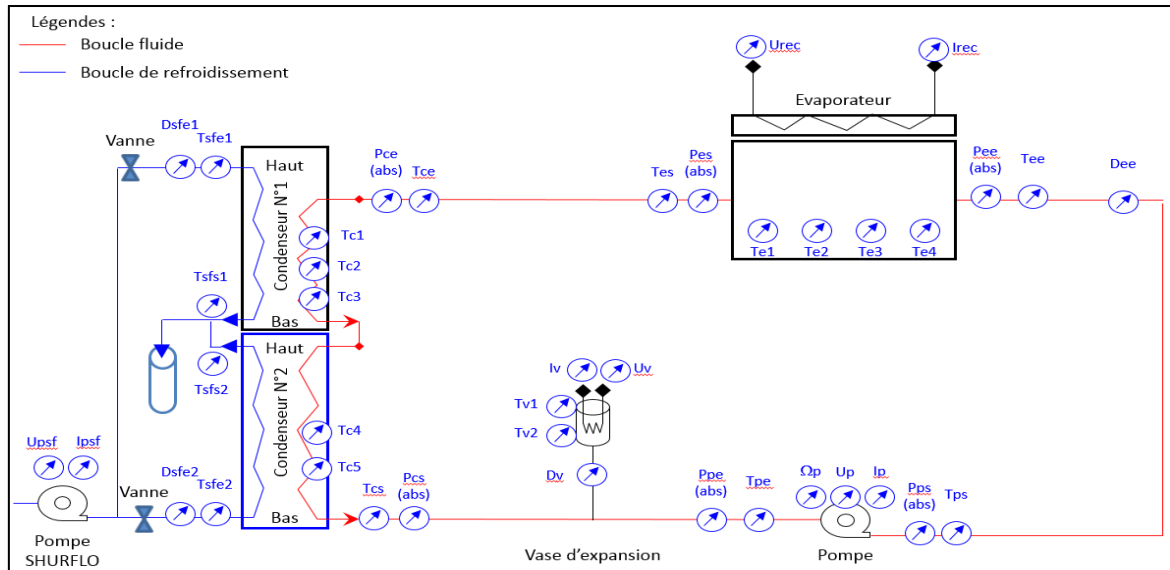 Légendes :
Boucle fluide
Boucle de refroidissement
Urec
Irec
Evaporateur
Vanne
Dsfe1
Tsfe1
Haut
Condenseur N°1
Bas
Pce
(abs)
Tce
Tes
Pes
(abs)
Pee
(abs)
Tee
Dee
Te1
Te2
Te3
Te4
Tc1
Tc2
Tc3
Tsfs1
Tsfs2
Haut
Condenseur N°2
Bas
Tc4
Tc5
Iv
Uv
Tv1
Tv2
Dv
Upsf
Ipsf
Vanne
Dsfe2
Tsfe2
Tcs
Pcs
(abs)
Ppe
(abs)
Tpe
Ωp
Up
Ip
Pps
(abs)
Tps
Pompe
SHURFLO
Vase d'expansion
Pompe